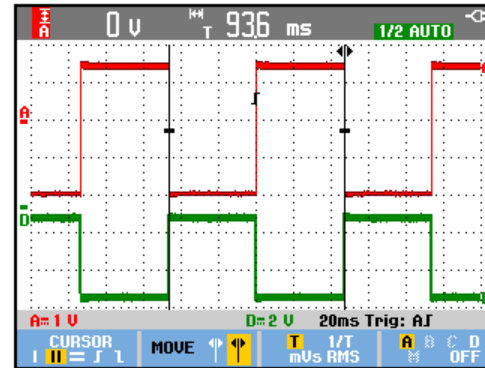 A 0 V T 93,6 ms 1/2 AUTO
A
D
A= 1 V D= 2 V 20ms Trig: A
CURSOR MOVE T 1/T A B C D
mVs RMS M OFF